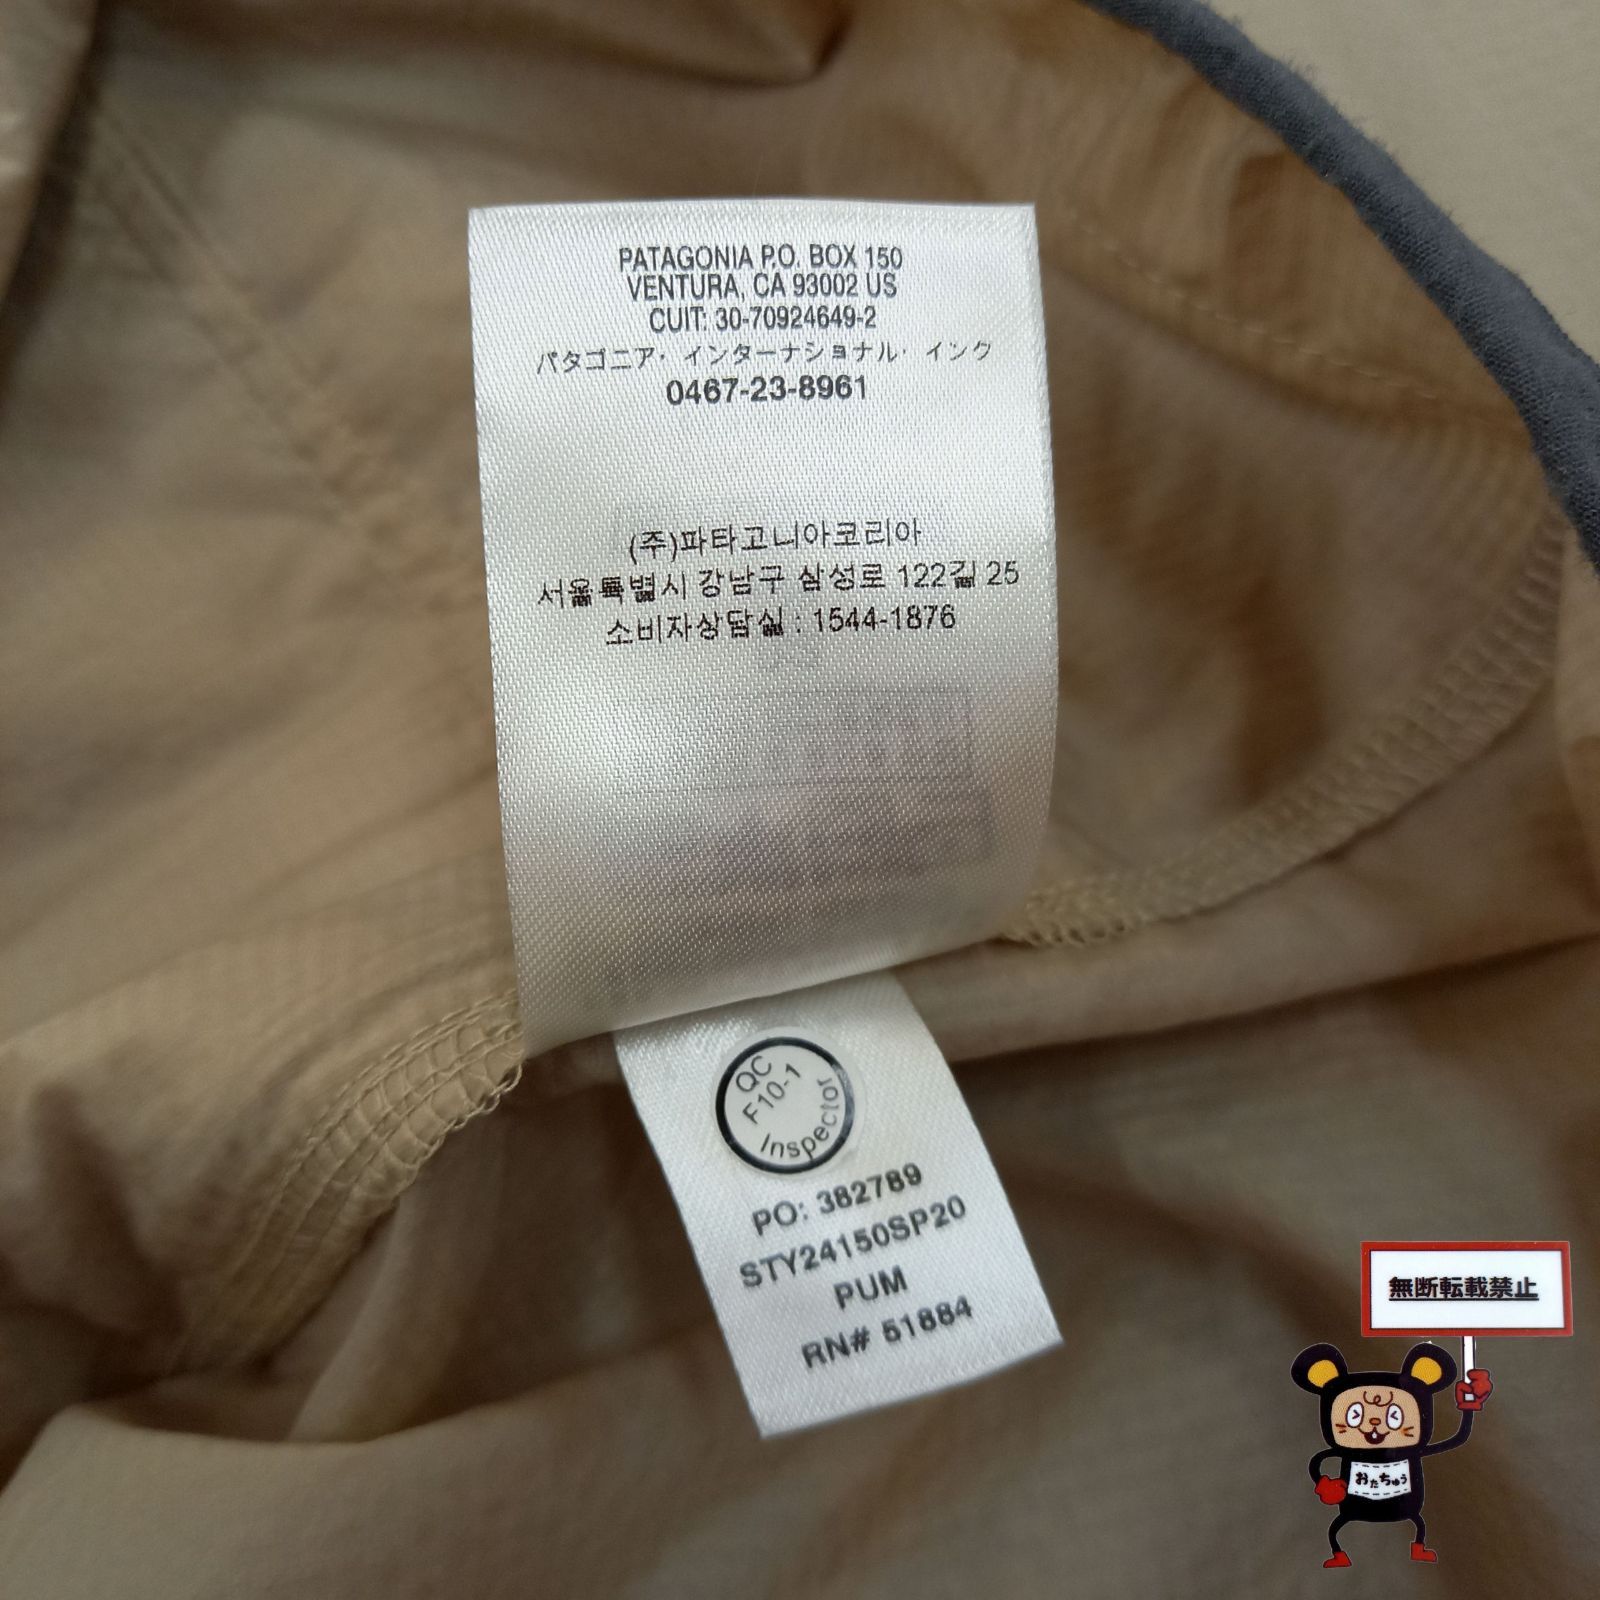 PATAGONIA P.O. BOX 150
VENTURA, CA 93002 US
CUIT: 30-70924649-2
パタゴニア・インターナショナル・インク
0467-23-8961
(주)파타고니아코리아
서울특별시 강남구 삼성로 122길 25
소비자상담실 : 1544-1876
QC
F10-1
Inspector
PO: 382789
STY24150SP20
PUM
RN# 51884
無断転載禁止
おたちゅう